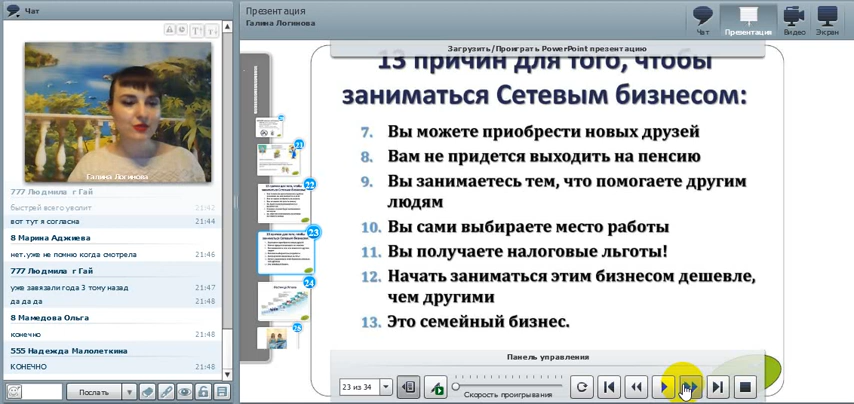 Чат
Презентация
Галина Логинова
Чат
Презентация
Видео
Экран
Галина Логинова
777 Людмила г Гай
быстрей всего уволит 21:42
вот тут я согласна 21:44
8 Марина Аджиева
нет.уже не помню когда смотрела 21:46
777 Людмила г Гай
уже завязали года 3 тому назад 21:47
да да да 21:48
8 Мамедова Ольга
конечно 21:48
555 Надежда Малолеткина
КОНЕЧНО 21:48
Послать
Загрузить/Проиграть PowerPoint презентацию
13 причин для того, чтобы
заниматься Сетевым бизнесом:
7. Вы можете приобрести новых друзей
8. Вам не придется выходить на пенсию
9. Вы занимаетесь тем, что помогаете другим
людям
10. Вы сами выбираете место работы
11. Вы получаете налоговые льготы!
12. Начать заниматься этим бизнесом дешевле,
чем другими
13. Это семейный бизнес.
21
22
23
24
25
Панель управления
23 из 34
Скорость проигрывания